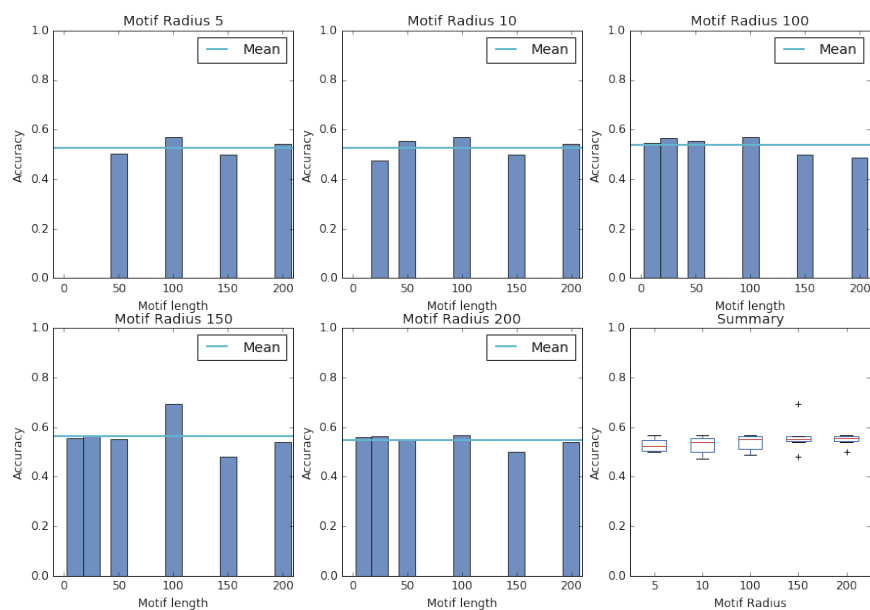 Motif Radius 5
1.0
0.8
0.6
0.4
0.2
0.0
Accuracy
Mean
0 50 100 150 200
Motif length
Motif Radius 10
1.0
0.8
0.6
0.4
0.2
0.0
Accuracy
Mean
0 50 100 150 200
Motif length
Motif Radius 100
1.0
0.8
0.6
0.4
0.2
0.0
Accuracy
Mean
0 50 100 150 200
Motif length
Motif Radius 150
1.0
0.8
0.6
0.4
0.2
0.0
Accuracy
Mean
0 50 100 150 200
Motif length
Motif Radius 200
1.0
0.8
0.6
0.4
0.2
0.0
Accuracy
Mean
0 50 100 150 200
Motif length
Summary
1.0
0.8
0.6
0.4
0.2
0.0
Accuracy
5 10 100 150 200
Motif Radius